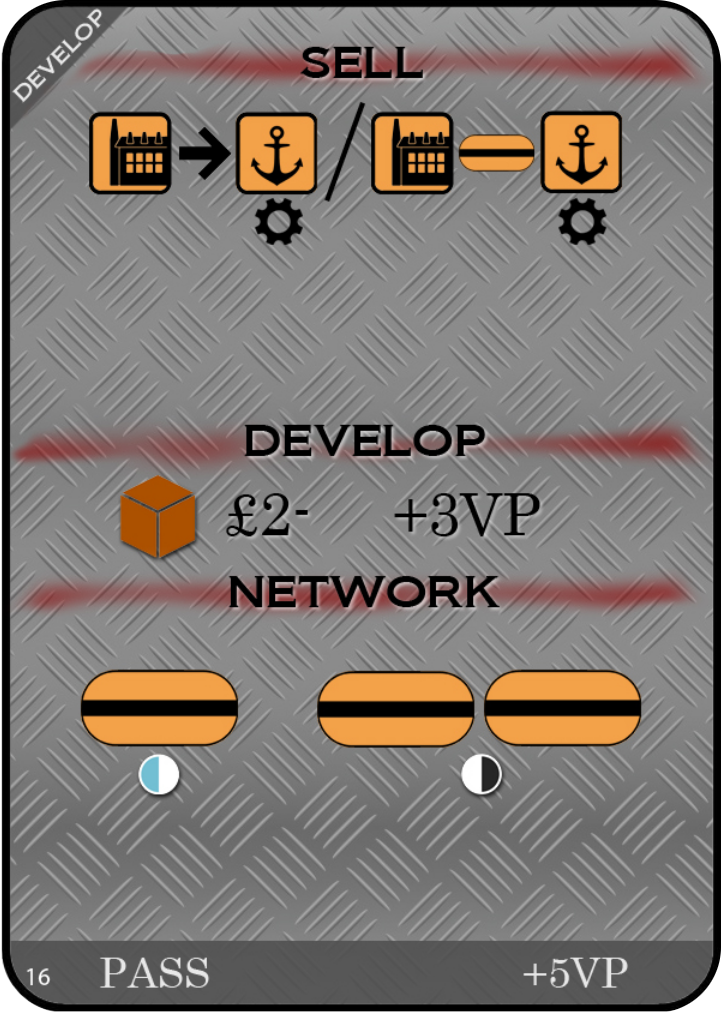 DEVELOP
SELL
DEVELOP
£2- +3VP
NETWORK
16 PASS +5VP